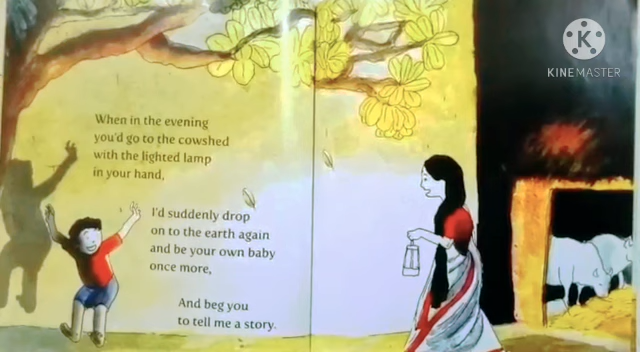 When in the evening
you'd go to the cowshed
with the lighted lamp
in your hand,
I'd suddenly drop
on to the earth again
and be your own baby
once more,
And beg you
to tell me a story.
K
KINEMASTER